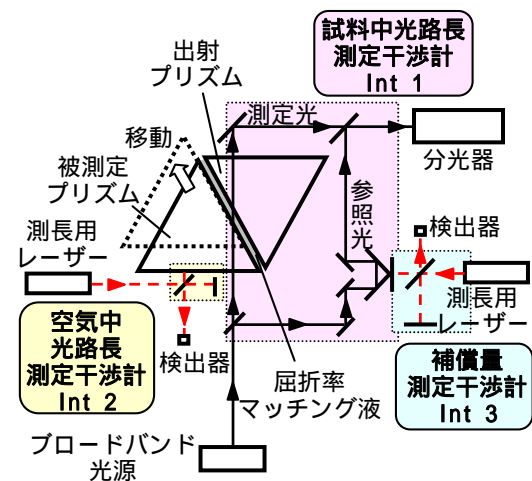 試料中光路長
測定干渉計
Int 1
出射
プリズム
測定光
移動
分光器
被測定
プリズム
参照光
検出器
測長用
レーザー
測長用
レーザー
空気中
光路長
測定干渉計
Int 2
検出器
補償量
測定干渉計
Int 3
屈折率
マッチング液
ブロードバンド
光源